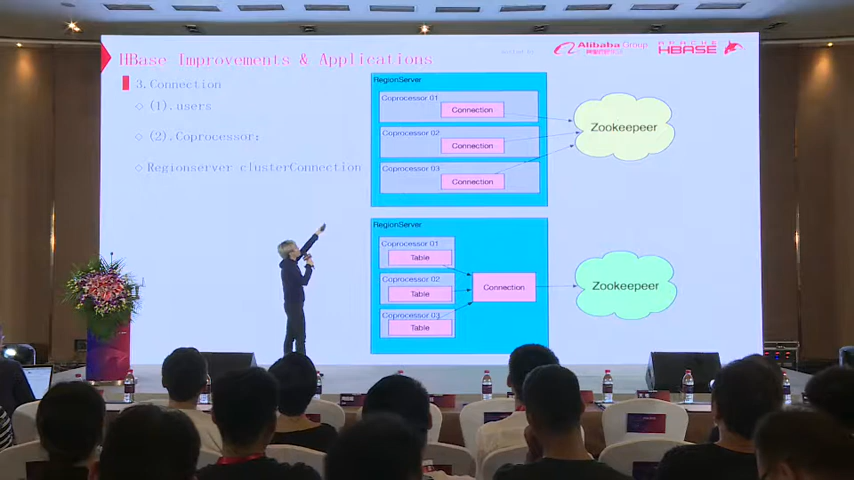 HBase Improvements & Applications
Alibaba Group
APACHE
HBASE
3.Connection
(1).users
(2).Coprocessor:
Regionserver clusterConnection
RegionServer
Coprocessor 01
Connection
Coprocessor 02
Connection
Coprocessor 03
Connection
Zookeepeer
RegionServer
Coprocessor 01
Table
Coprocessor 02
Table
Coprocessor 03
Table
Connection
Zookeepeer